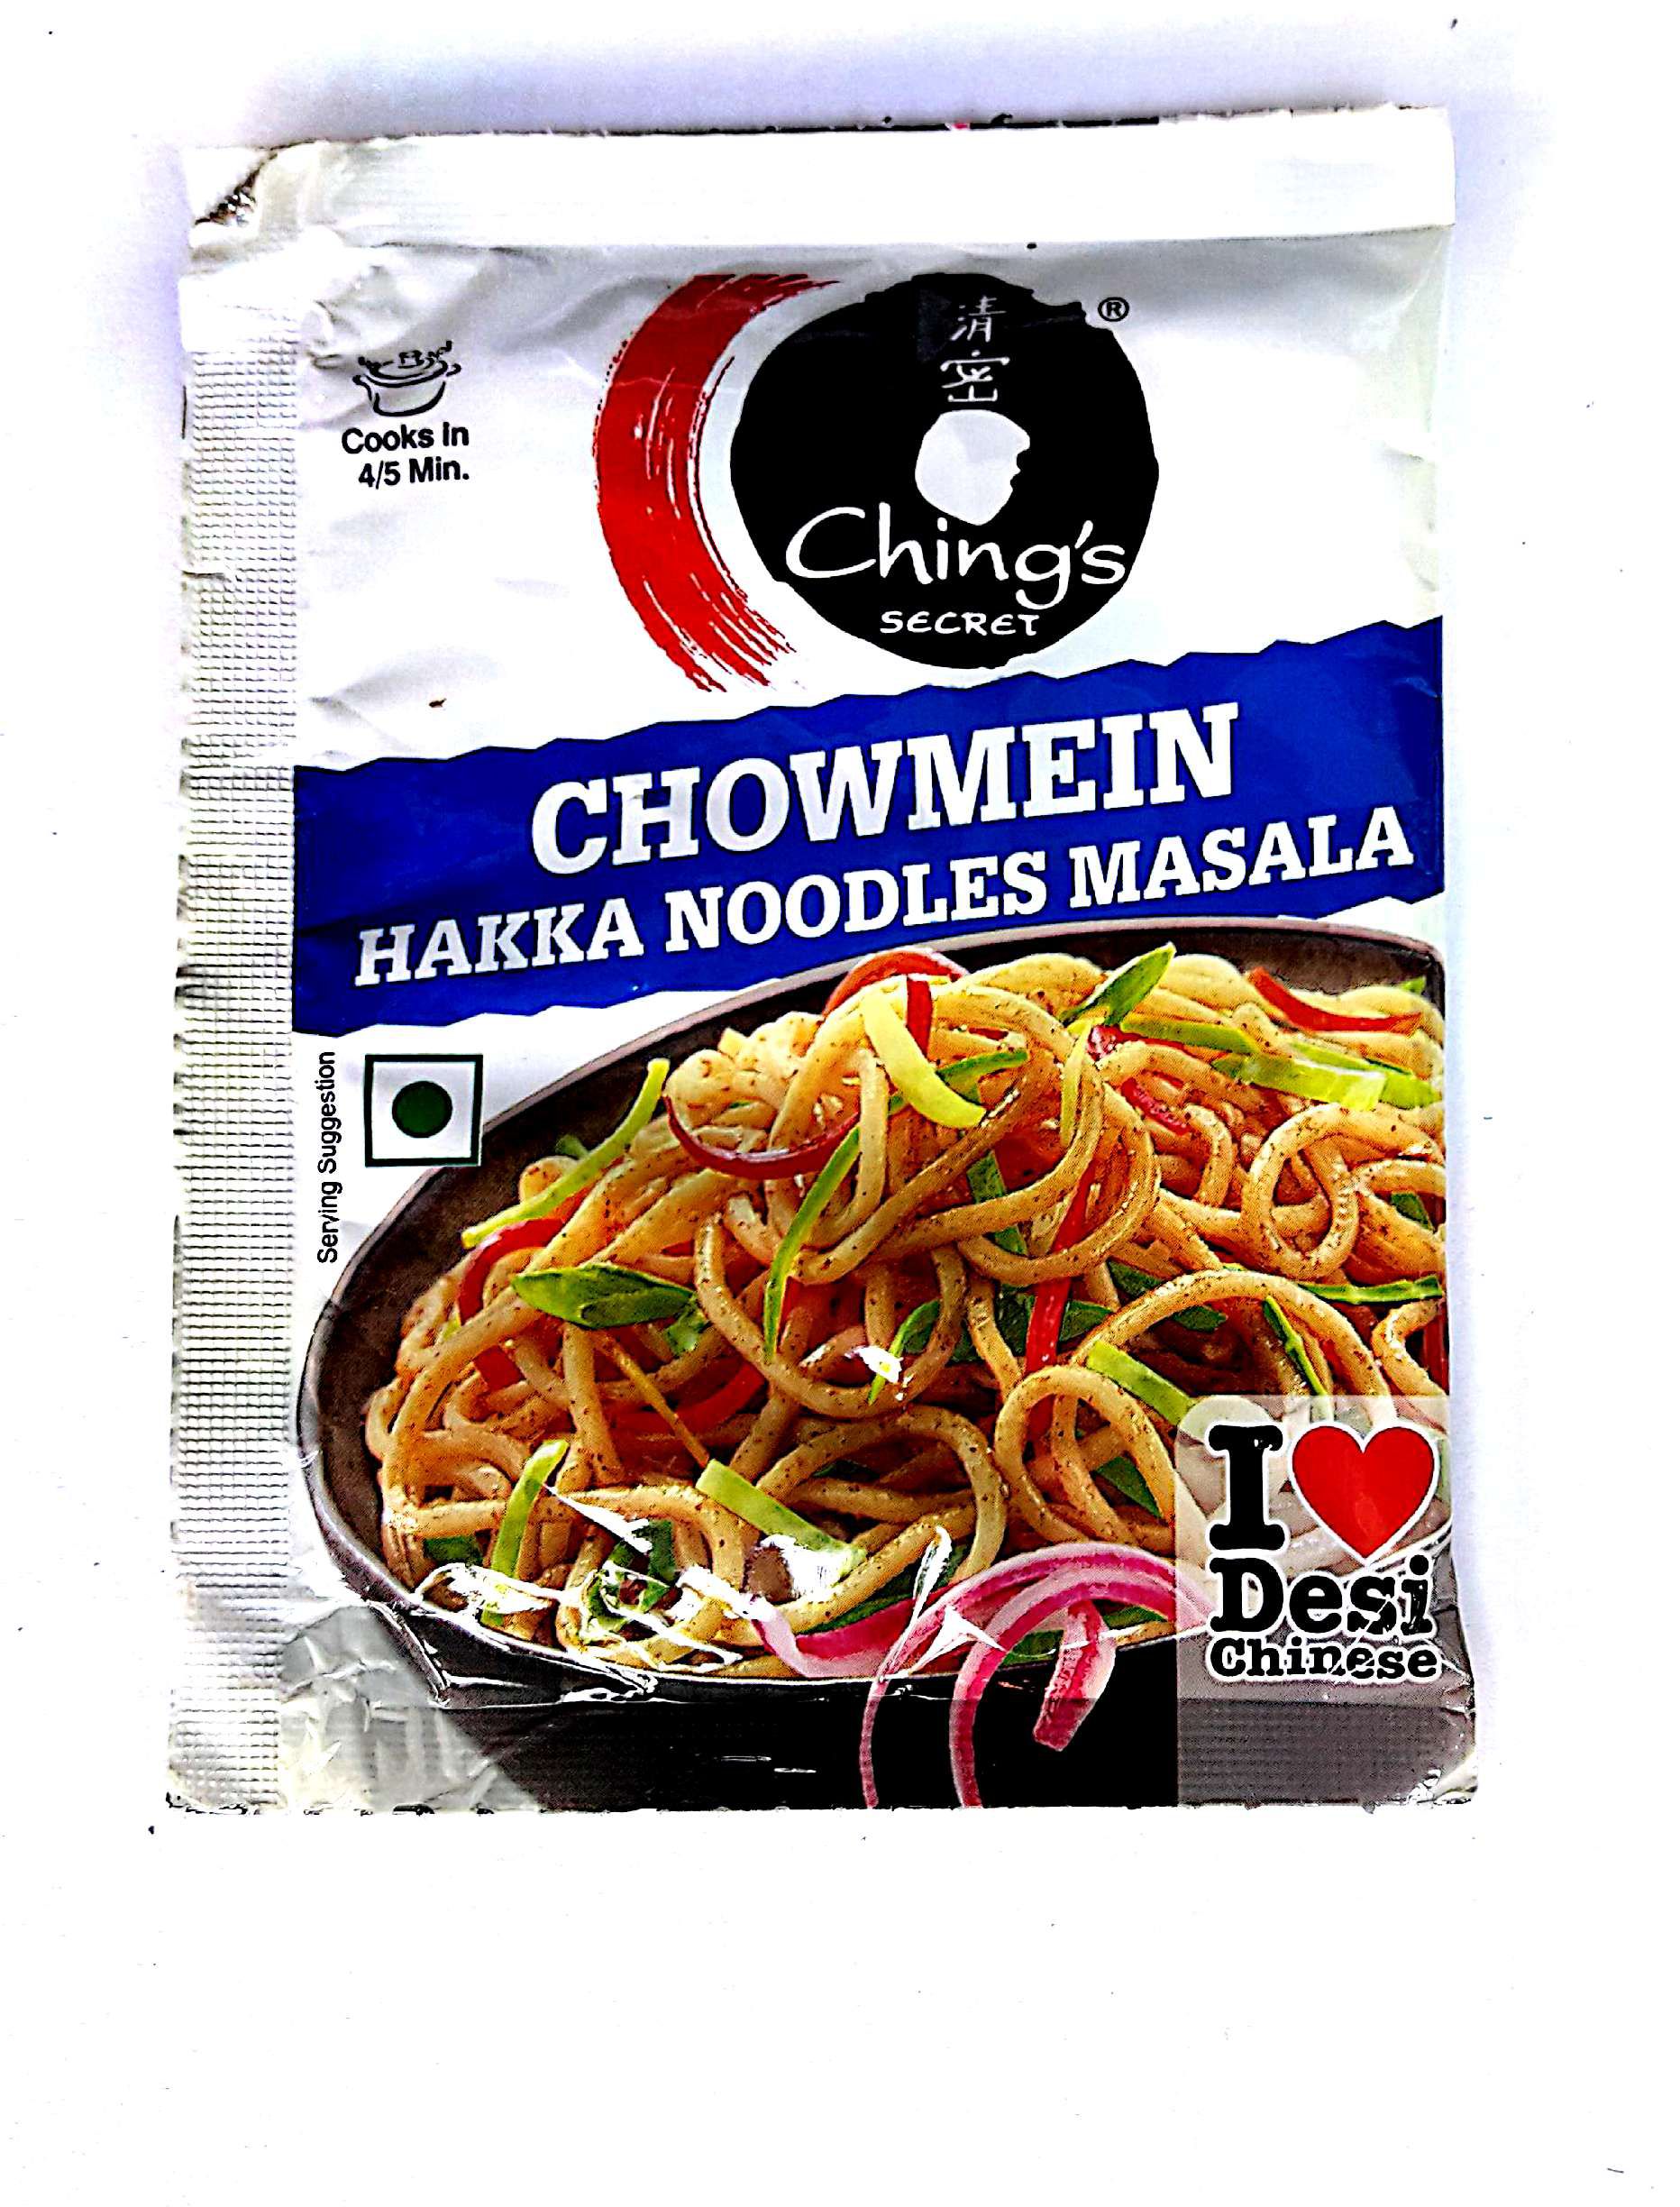 清
密
®
Ching's
SECRET
Cooks in
4/5 Min.
CHOWMEIN
HAKKA NOODLES MASALA
Serving Suggestion
I
Desi
Chinese